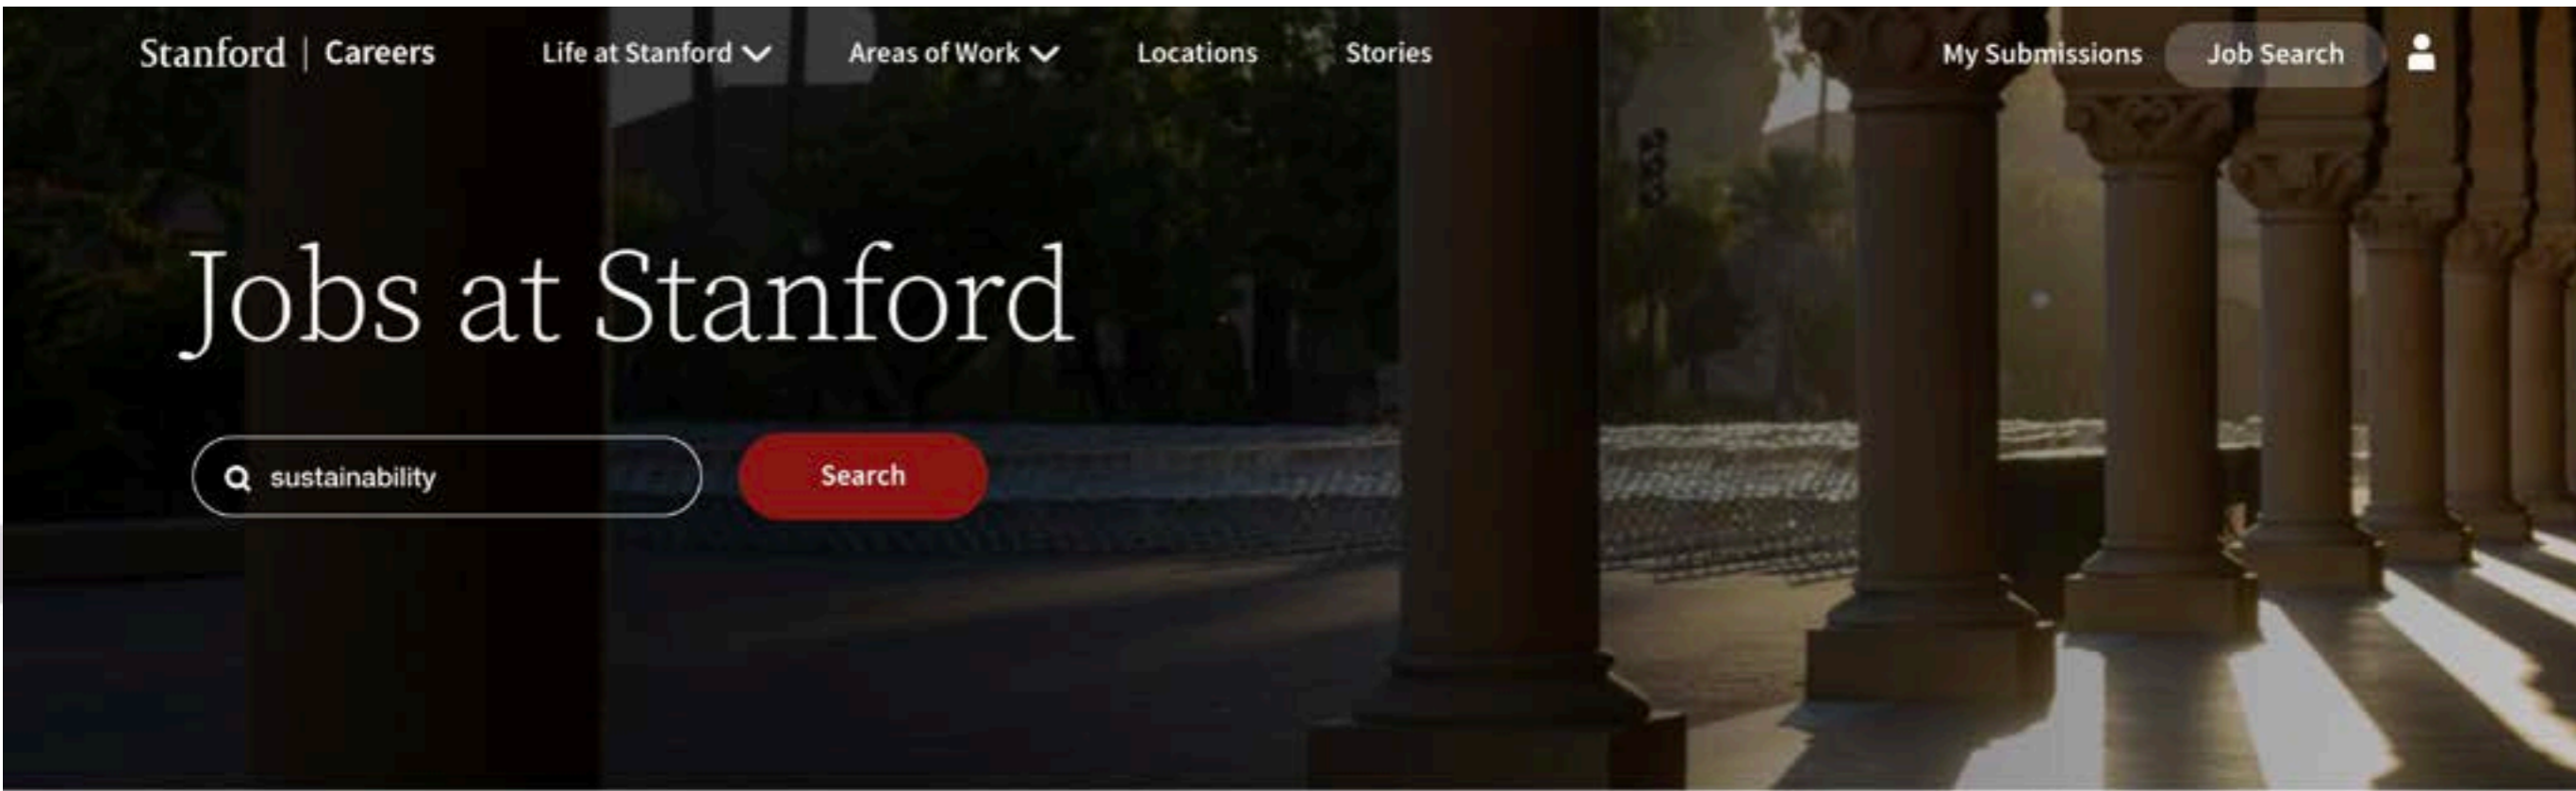 Stanford | Careers Life at Stanford Areas of Work Locations Stories My Submissions Job Search
Jobs at Stanford
sustainability Search